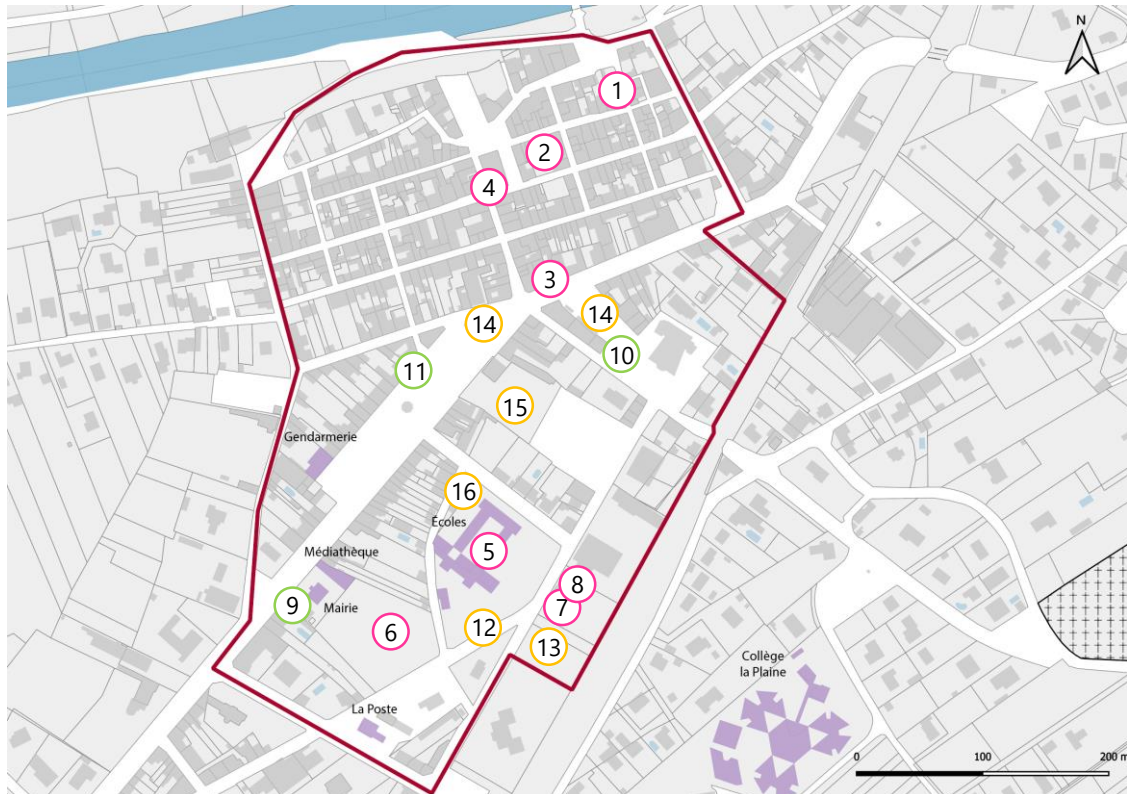 N
1
2
4
3
14
14
10
11
15
Gendarmerie
16
Écoles
5
Médiathèque
8
7
9
Mairie
6
12
13
Collège
la Plaine
La Poste
0
100
200 m